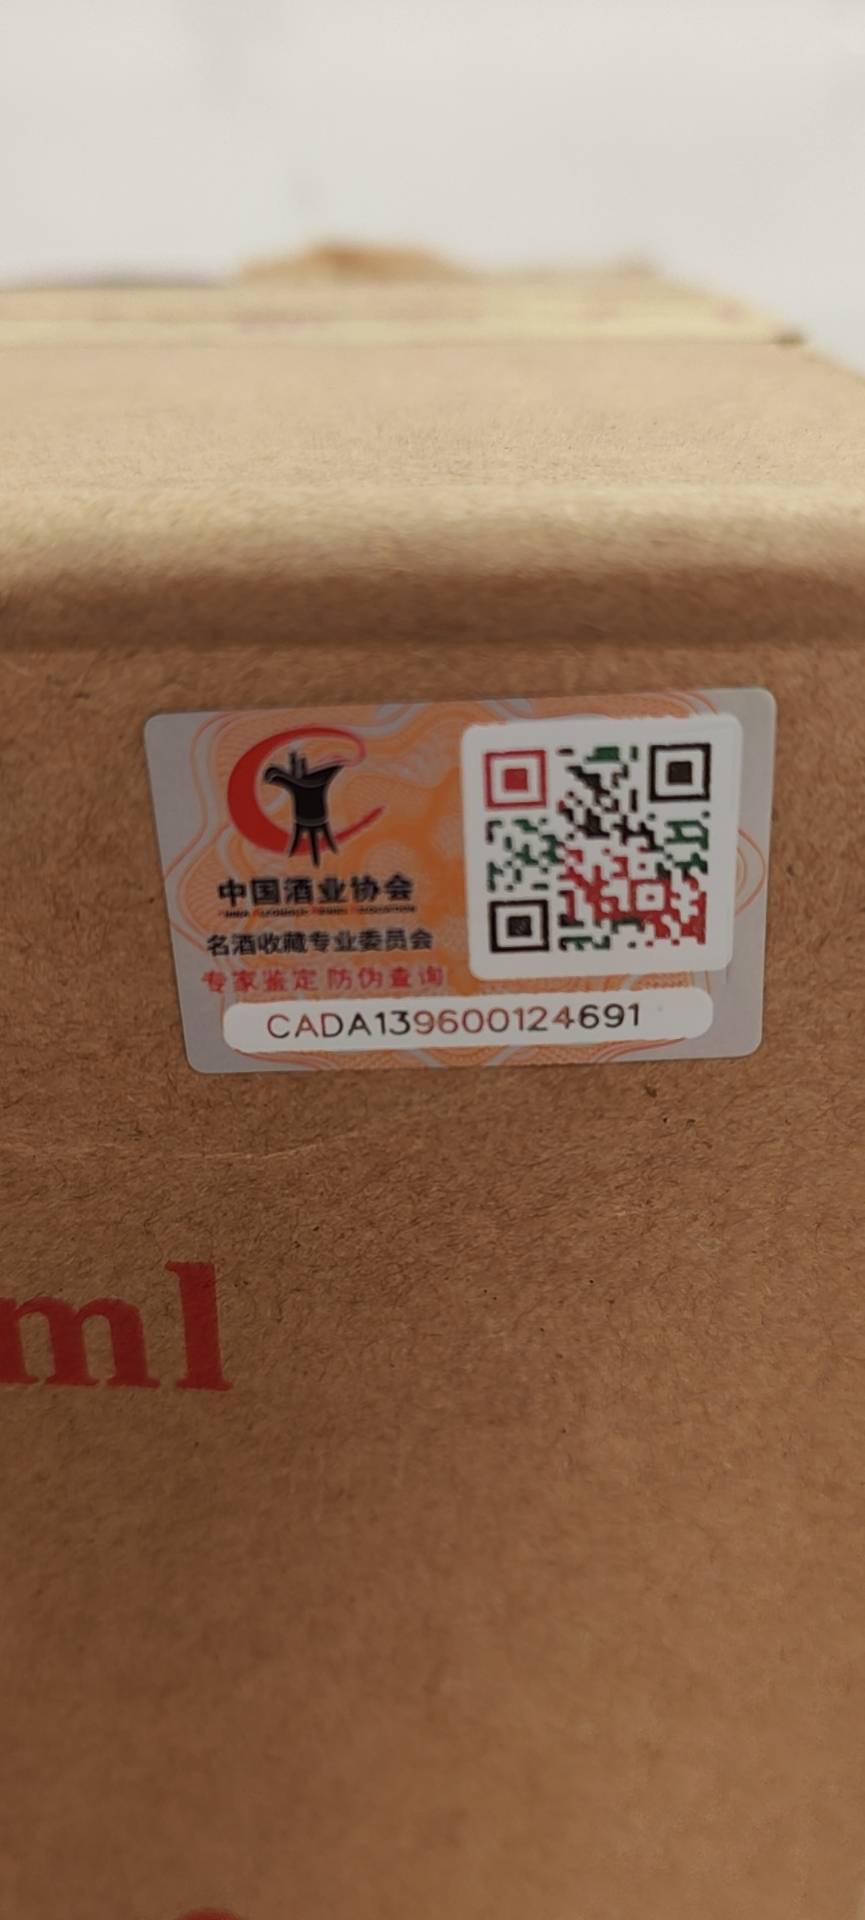 中国酒业协会
名酒收藏专业委员会
专家鉴定 防伪查询
CADA139600124691
ml